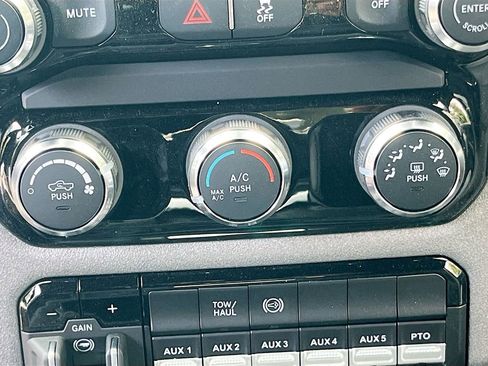 MUTE
OFF
OFF
ENTER
SCROLL
PUSH
A/C
PUSH
MAX
A/C
PUSH
- +
GAIN
TOW/
HAUL
AUX 1 AUX 2 AUX 3 AUX 4 AUX 5 PTO